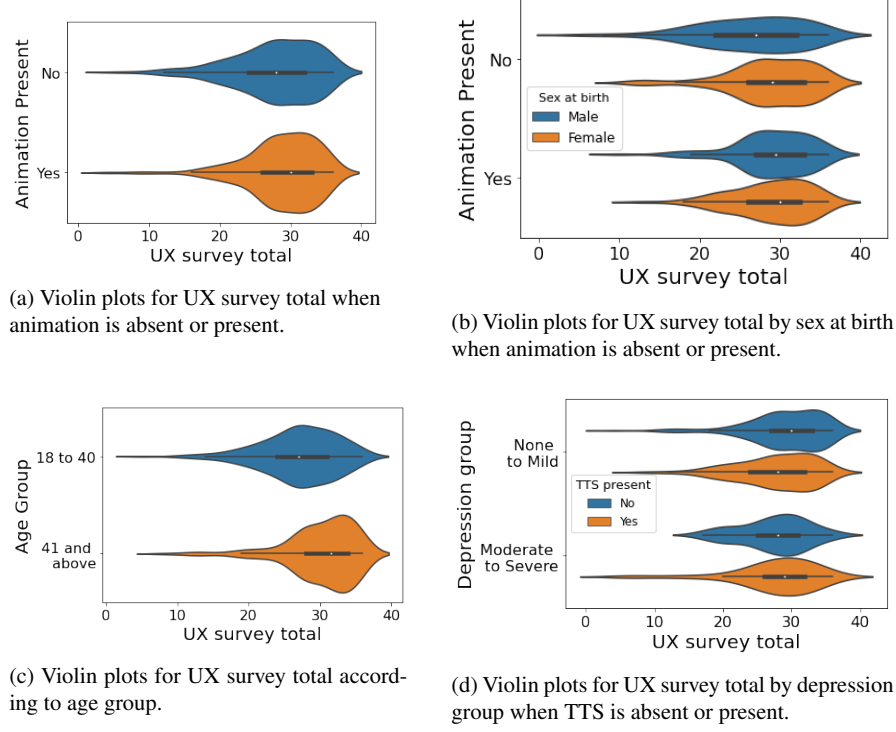 Animation Present
No
Yes
0 10 20 30 40
UX survey total
(a) Violin plots for UX survey total when
animation is absent or present.
Animation Present
No
Sex at birth
Male
Female
Yes
0 10 20 30 40
UX survey total
(b) Violin plots for UX survey total by sex at birth
when animation is absent or present.
Age Group
18 to 40
41 and
above
0 10 20 30 40
UX survey total
(c) Violin plots for UX survey total accord-
ing to age group.
Depression group
None
to Mild
TTS present
No
Yes
Moderate
to Severe
0 10 20 30 40
UX survey total
(d) Violin plots for UX survey total by depression
group when TTS is absent or present.